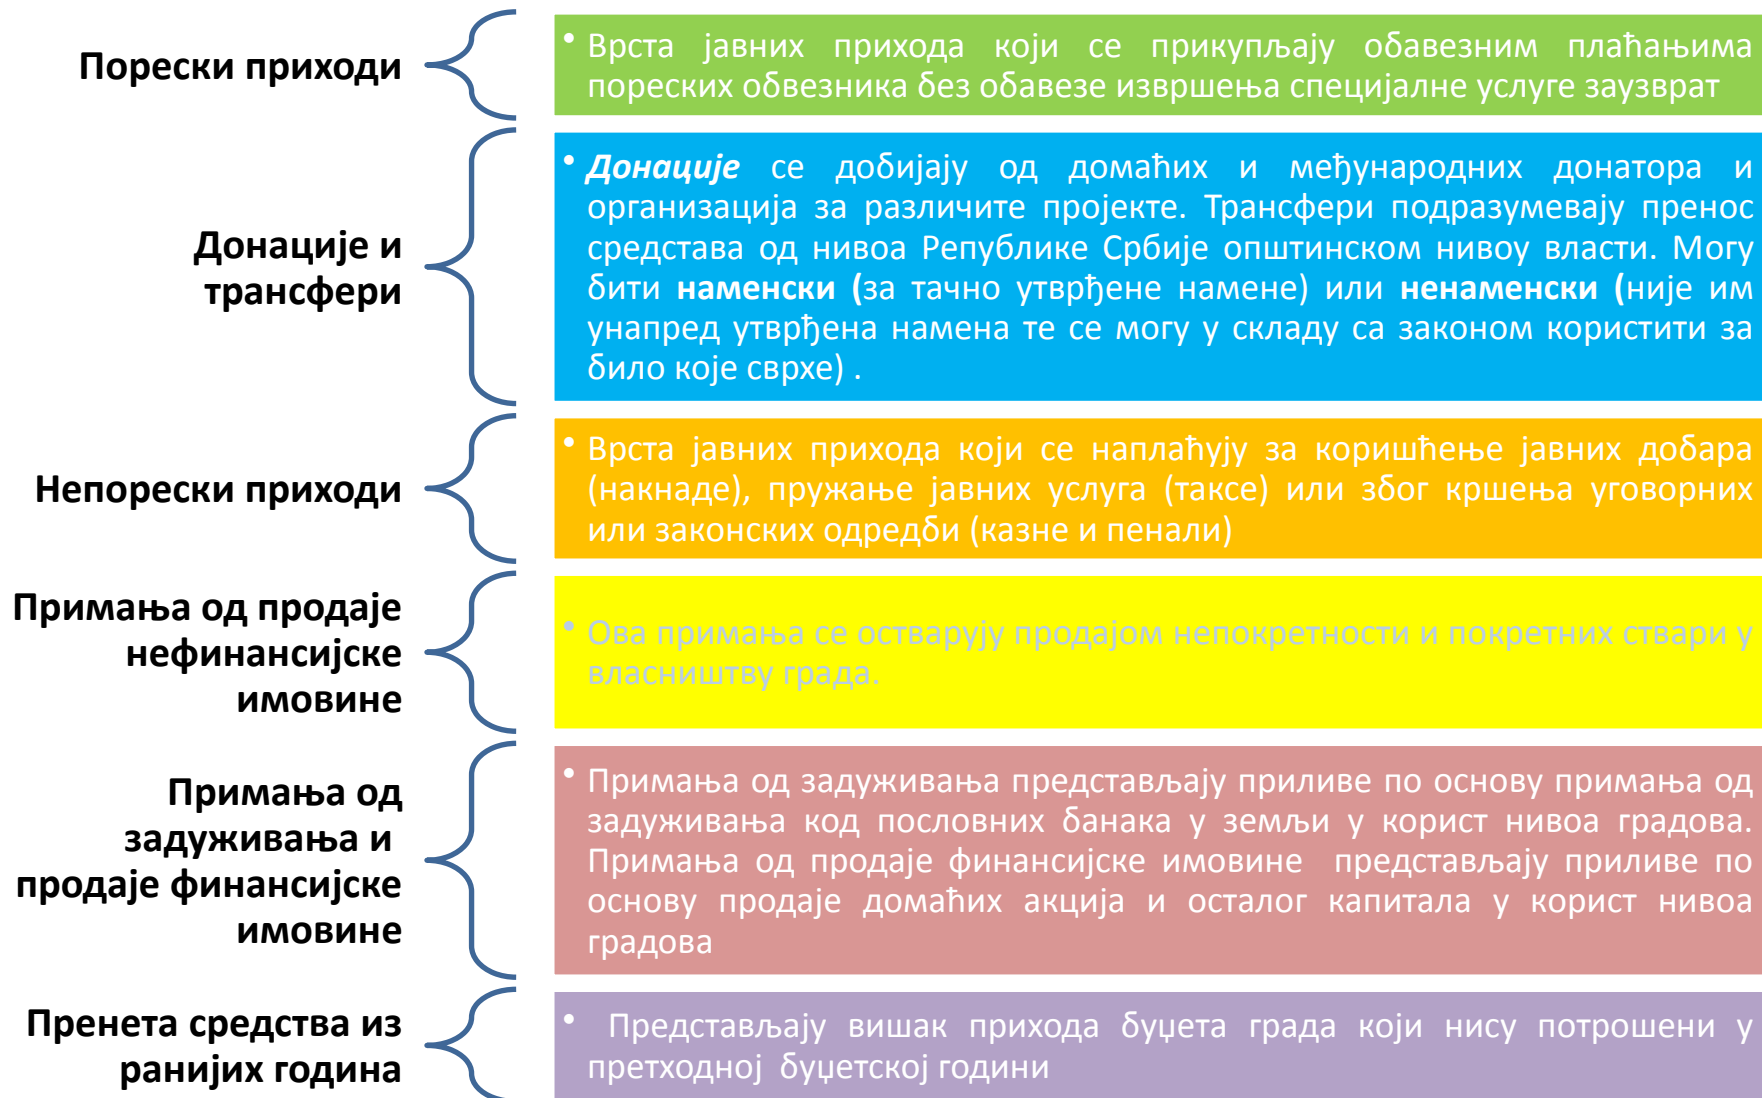 Порески приходи
• Врста јавних прихода који се прикупљају обавезним плаћањима
пореских обвезника без обавезе извршења специјалне услуге заузврат
Донације и
трансфери
• Донације се добијају од домаћих и међународних донатора и
организација за различите пројекте. Трансфери подразумевају пренос
средстава од нивоа Републике Србије општинском нивоу власти. Могу
бити наменски (за тачно утврђене намене) или ненаменски (није им
унапред утврђена намена те се могу у складу са законом користити за
било које сврхе) .
Непорески приходи
• Врста јавних прихода који се наплаћују за коришћење јавних добара
(накнаде), пружање јавних услуга (таксе) или због кршења уговорних
или законских одредби (казне и пенали)
Примања од продаје
нефинансијске
имовине
• Ова примања се остварују продајом непокретности и покретних ствари у
власништву града.
Примања од
задуживања и
продаје финансијске
имовине
• Примања од задуживања представљају приливе по основу примања од
задуживања код пословних банака у земљи у корист нивоа градова.
Примања од продаје финансијске имовине представљају приливе по
основу продаје домаћих акција и осталог капитала у корист нивоа
градова
Пренета средства из
ранијих година
• Представљају вишак прихода буџета града који нису потрошени у
претходној буџетској години